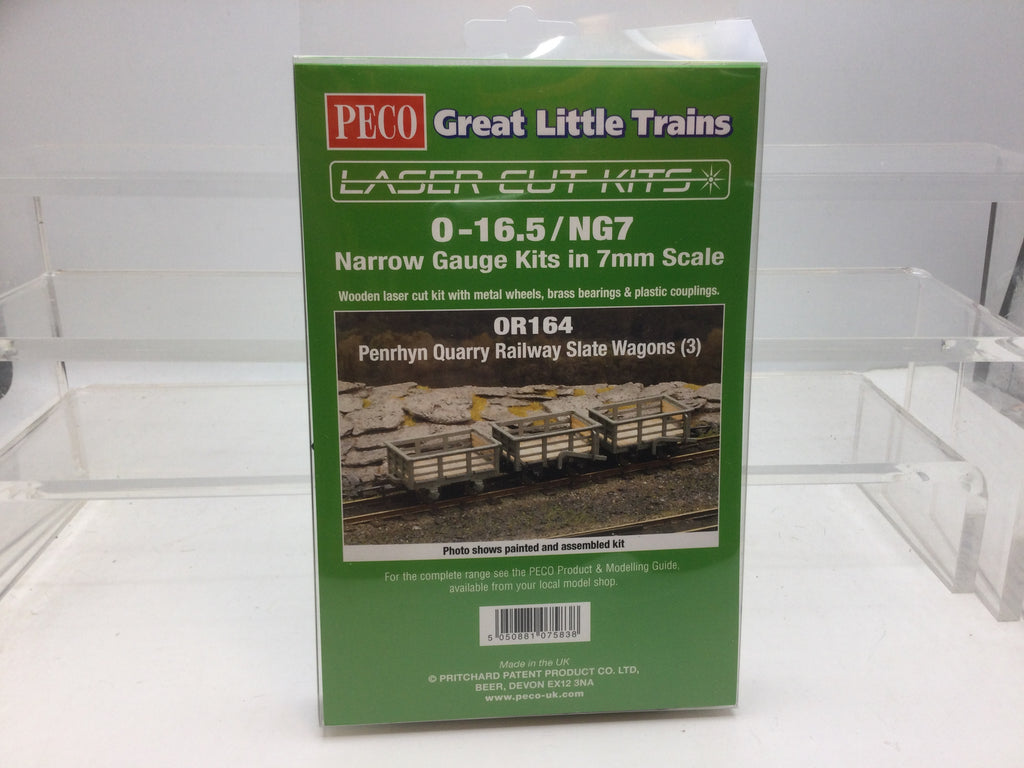 PECO Great Little Trains
LASER CUT KITS
O-16.5/NG7
Narrow Gauge Kits in 7mm Scale
Wooden laser cut kit with metal wheels, brass bearings & plastic couplings.
OR164
Penrhyn Quarry Railway Slate Wagons (3)
Photo shows painted and assembled kit
For the complete range see the PECO Product & Modelling Guide,
available from your local model shop.
5 050881 075838
Made in the UK
© PRITCHARD PATENT PRODUCT CO. LTD,
BEER, DEVON EX12 3NA
www.peco-uk.com